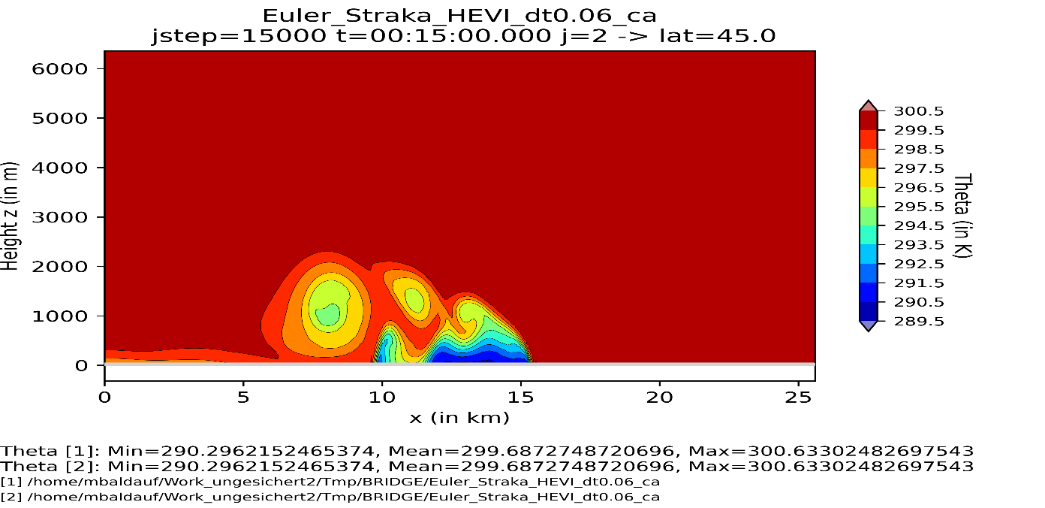 Euler_Straka_HEVI_dt0.06_ca
jstep=15000 t=00:15:00.000 j=2 -> lat=45.0
6000
5000
4000
3000
2000
1000
0
Height z (in m)
0 5 10 15 20 25
x (in km)
300.5
299.5
298.5
297.5
296.5
295.5
294.5
293.5
292.5
291.5
290.5
289.5
Theta (in K)
Theta [1]: Min=290.2962152465374, Mean=299.6872748720696, Max=300.63302482697543
Theta [2]: Min=290.2962152465374, Mean=299.6872748720696, Max=300.63302482697543
[1] /home/mbaldauf/Work_ungesichert2/Tmp/BRIDGE/Euler_Straka_HEVI_dt0.06_ca
[2] /home/mbaldauf/Work_ungesichert2/Tmp/BRIDGE/Euler_Straka_HEVI_dt0.06_ca